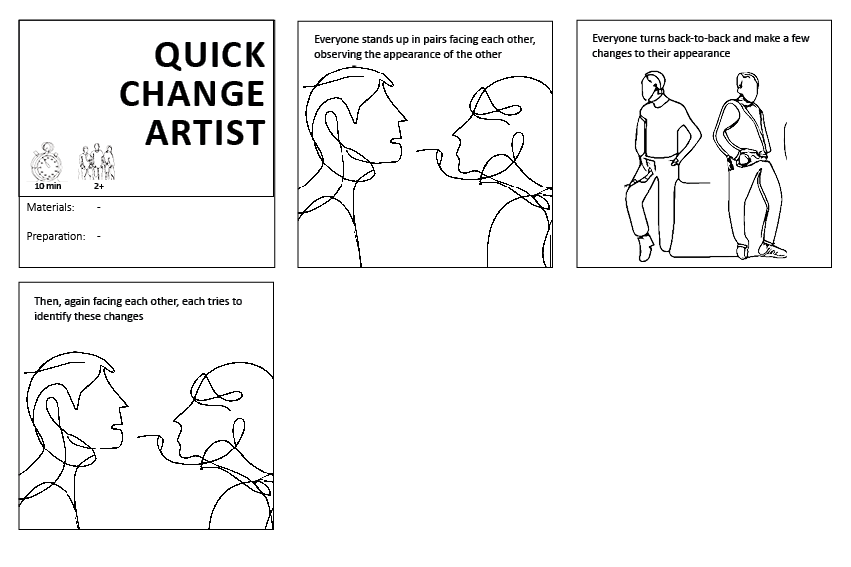 QUICK
CHANGE
ARTIST
10 min
2+
Materials: -
Preparation: -
Everyone stands up in pairs facing each other,
observing the appearance of the other
Everyone turns back-to-back and make a few
changes to their appearance
Then, again facing each other, each tries to
identify these changes